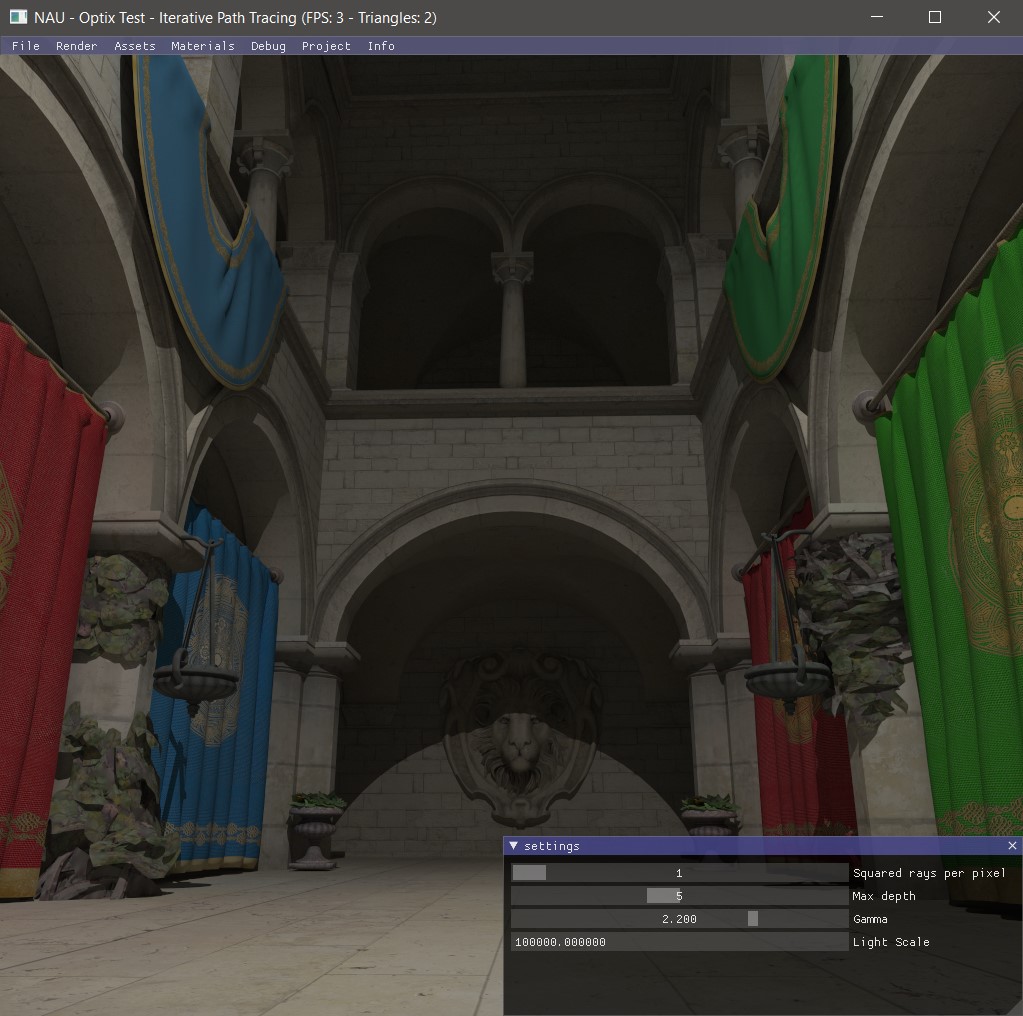 NAU - Optix Test - Iterative Path Tracing (FPS: 3 - Triangles: 2)
File Render Assets Materials Debug Project Info
settings
1 Squared rays per pixel
5 Max depth
2.200 Gamma
100000.000000 Light Scale